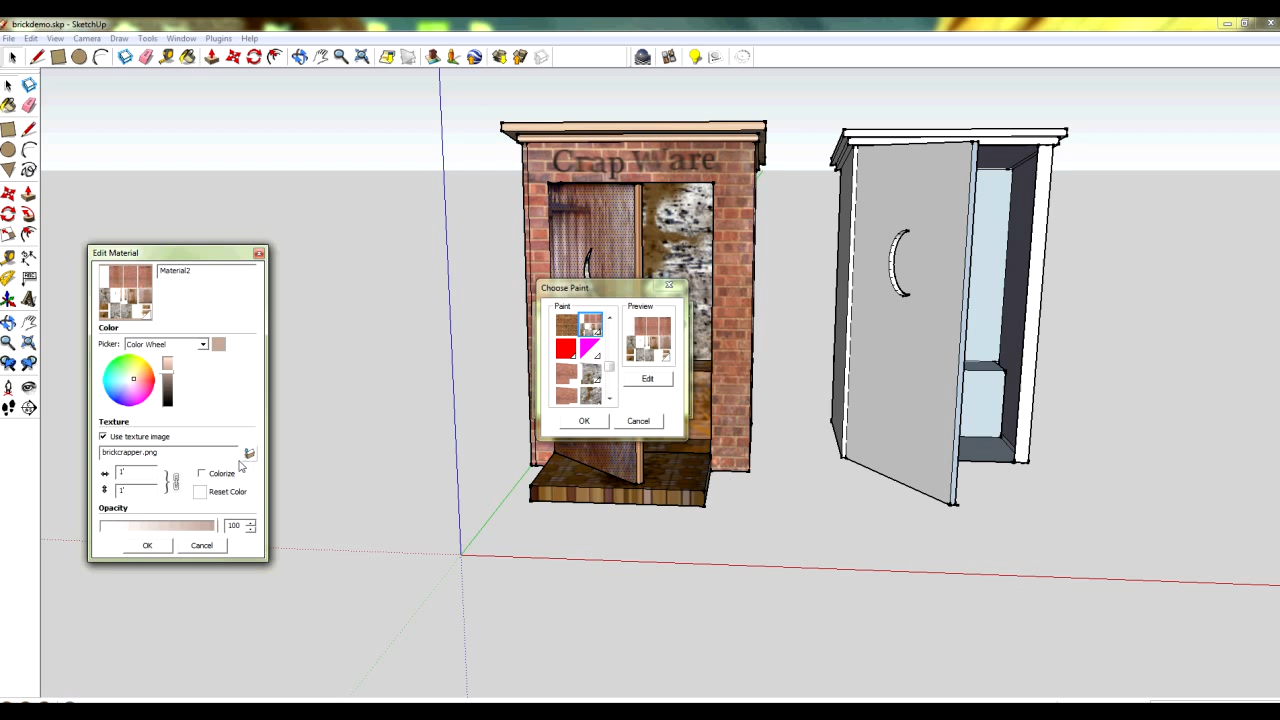 brickdemo.skp - SketchUp
File Edit View Camera Draw Tools Window Plugins Help
Crap Ware
Edit Material
Material2
Color
Picker: Color Wheel
Texture
Use texture image
brickcrapper.png
1'
Colorize
1'
Reset Color
Opacity
100
OK Cancel
Choose Paint
Paint Preview
Edit
OK Cancel